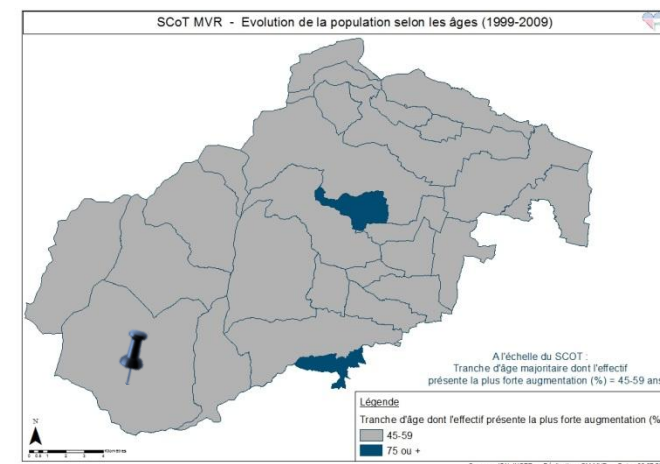 SCoT MVR - Evolution de la population selon les âges (1999-2009)
A l'échelle du SCOT :
Tranche d'âge majoritaire dont l'effectif
présente la plus forte augmentation (%) = 45-59 ans
Légende
Tranche d'âge dont l'effectif présente la plus forte augmentation (%
45-59
75 ou +
N